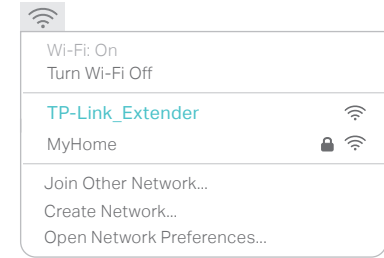 Wi-Fi: On
Turn Wi-Fi Off
TP-Link_Extender
MyHome
Join Other Network...
Create Network...
Open Network Preferences...